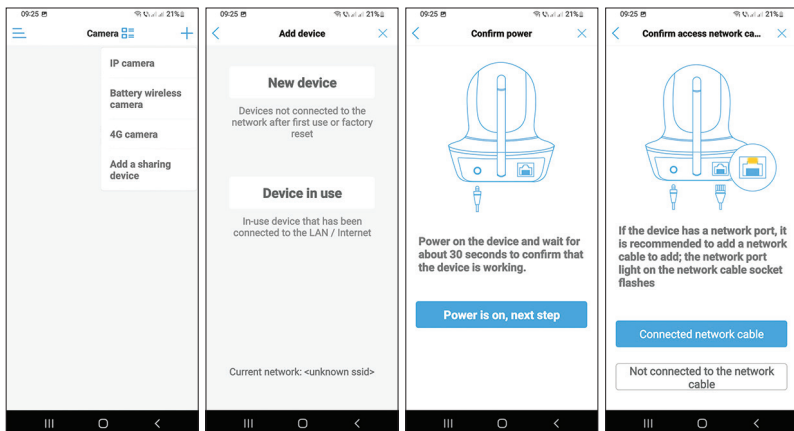 09:25
21%
Camera
IP camera
Battery wireless
camera
4G camera
Add a sharing
device
09:25
21%
Add device
New device
Devices not connected to the
network after first use or factory
reset
Device in use
In-use device that has been
connected to the LAN / Internet
Current network: <unknown ssid>
09:25
21%
Confirm power
Power on the device and wait for
about 30 seconds to confirm that
the device is working.
Power is on, next step
09:25
21%
Confirm access network ca...
If the device has a network port, it
is recommended to add a network
cable to add; the network port
light on the network cable socket
flashes
Connected network cable
Not connected to the network
cable